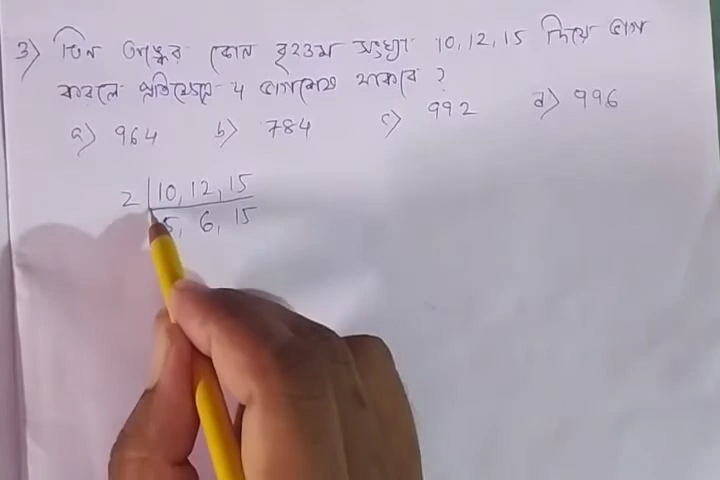 3) তিন অঙ্কের কোন বৃহত্তম সংখ্যা 10, 12, 15 দিয়ে ভাগ
করলে প্রতিক্ষেত্রে 4 ভাগশেষ থাকবে ?
a) 964 b) 784 c) 992 d) 996
2 | 10, 12, 15
5, 6, 15